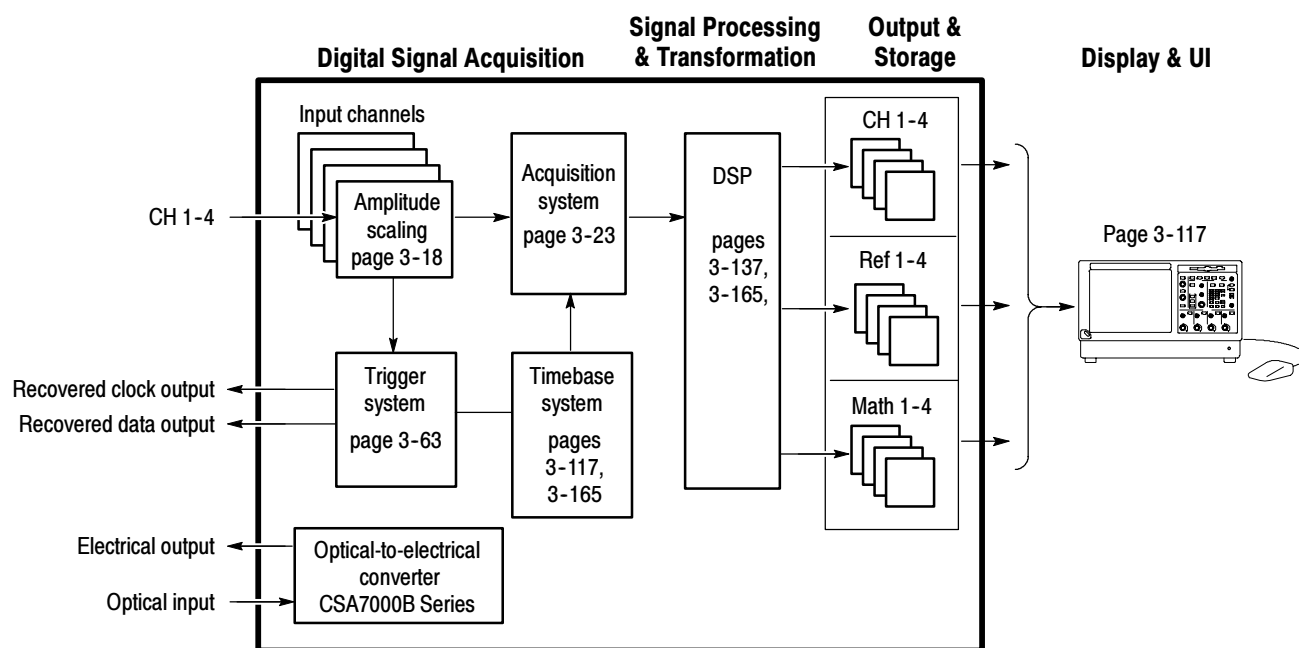 Digital Signal Acquisition
Signal Processing
& Transformation
Output &
Storage
Display & UI
Input channels
CH 1-4
Amplitude
scaling
page 3-18
Acquisition
system
page 3-23
DSP
pages
3-137,
3-165,
CH 1-4
Ref 1-4
Math 1-4
Page 3-117
Recovered clock output
Recovered data output
Trigger
system
page 3-63
Timebase
system
pages
3-117,
3-165
Electrical output
Optical input
Optical-to-electrical
converter
CSA7000B Series